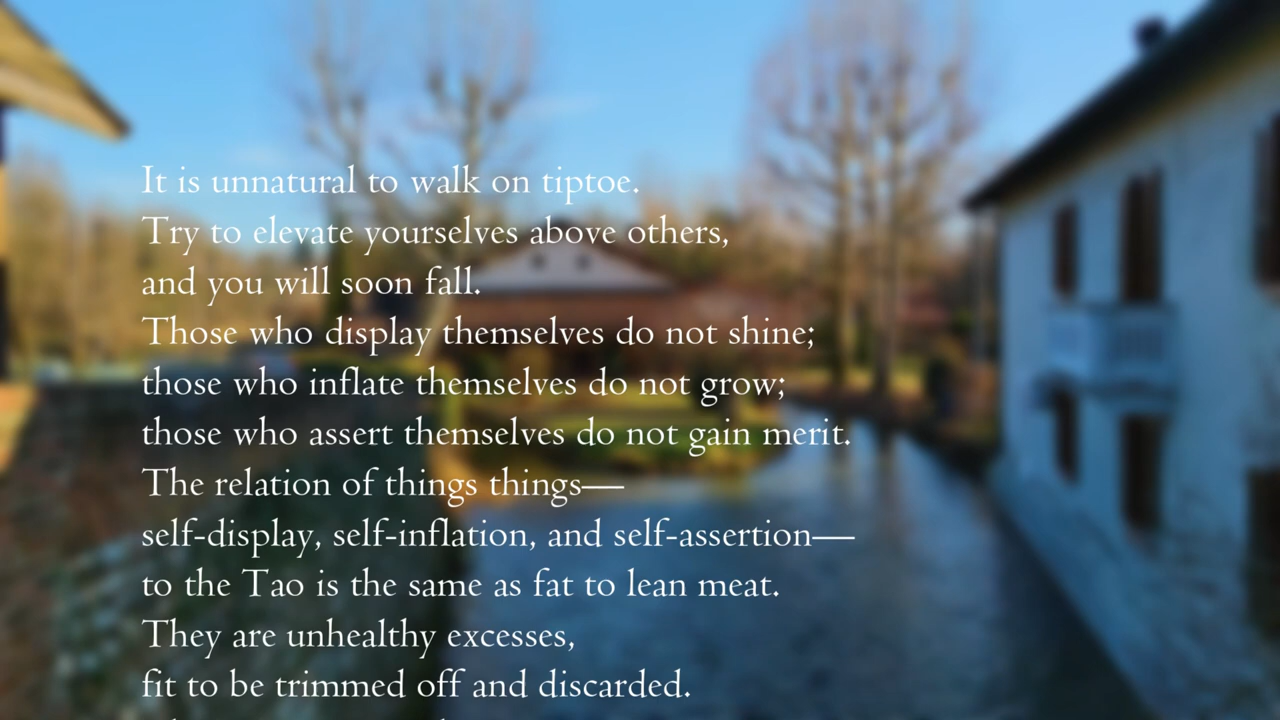 It is unnatural to walk on tiptoe.
Try to elevate yourselves above others,
and you will soon fall.
Those who display themselves do not shine;
those who inflate themselves do not grow;
those who assert themselves do not gain merit.
The relation of things things—
self-display, self-inflation, and self-assertion—
to the Tao is the same as fat to lean meat.
They are unhealthy excesses,
fit to be trimmed off and discarded.